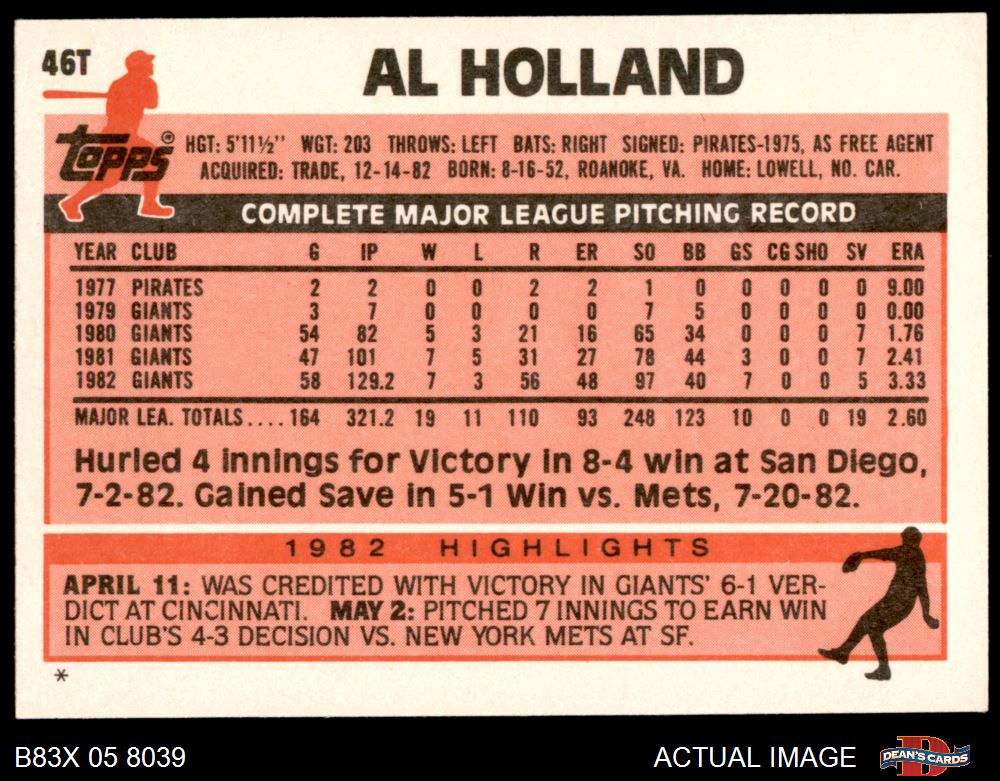 46T
AL HOLLAND
Topps®
HGT: 5'11½" WGT: 203 THROWS: LEFT BATS: RIGHT SIGNED: PIRATES-1975, AS FREE AGENT
ACQUIRED: TRADE, 12-14-82 BORN: 8-16-52, ROANOKE, VA. HOME: LOWELL, NO. CAR.
COMPLETE MAJOR LEAGUE PITCHING RECORD
YEAR CLUB G IP W L R ER SO BB GS CG SHO SV ERA
1977 PIRATES 2 2 0 0 2 2 1 0 0 0 0 0 9.00
1979 GIANTS 3 7 0 0 0 0 7 5 0 0 0 0 0.00
1980 GIANTS 54 82 5 3 21 16 65 34 0 0 0 7 1.76
1981 GIANTS 47 101 7 5 31 27 78 44 3 0 0 7 2.41
1982 GIANTS 58 129.2 7 3 56 48 97 40 7 0 0 5 3.33
MAJOR LEA. TOTALS.... 164 321.2 19 11 110 93 248 123 10 0 0 19 2.60
Hurled 4 innings for Victory in 8-4 win at San Diego,
7-2-82. Gained Save in 5-1 Win vs. Mets, 7-20-82.
1982 HIGHLIGHTS
APRIL 11: WAS CREDITED WITH VICTORY IN GIANTS' 6-1 VER-
DICT AT CINCINNATI. MAY 2: PITCHED 7 INNINGS TO EARN WIN
IN CLUB'S 4-3 DECISION VS. NEW YORK METS AT SF.
*
B83X 05 8039 ACTUAL IMAGE DEAN'S CARDS